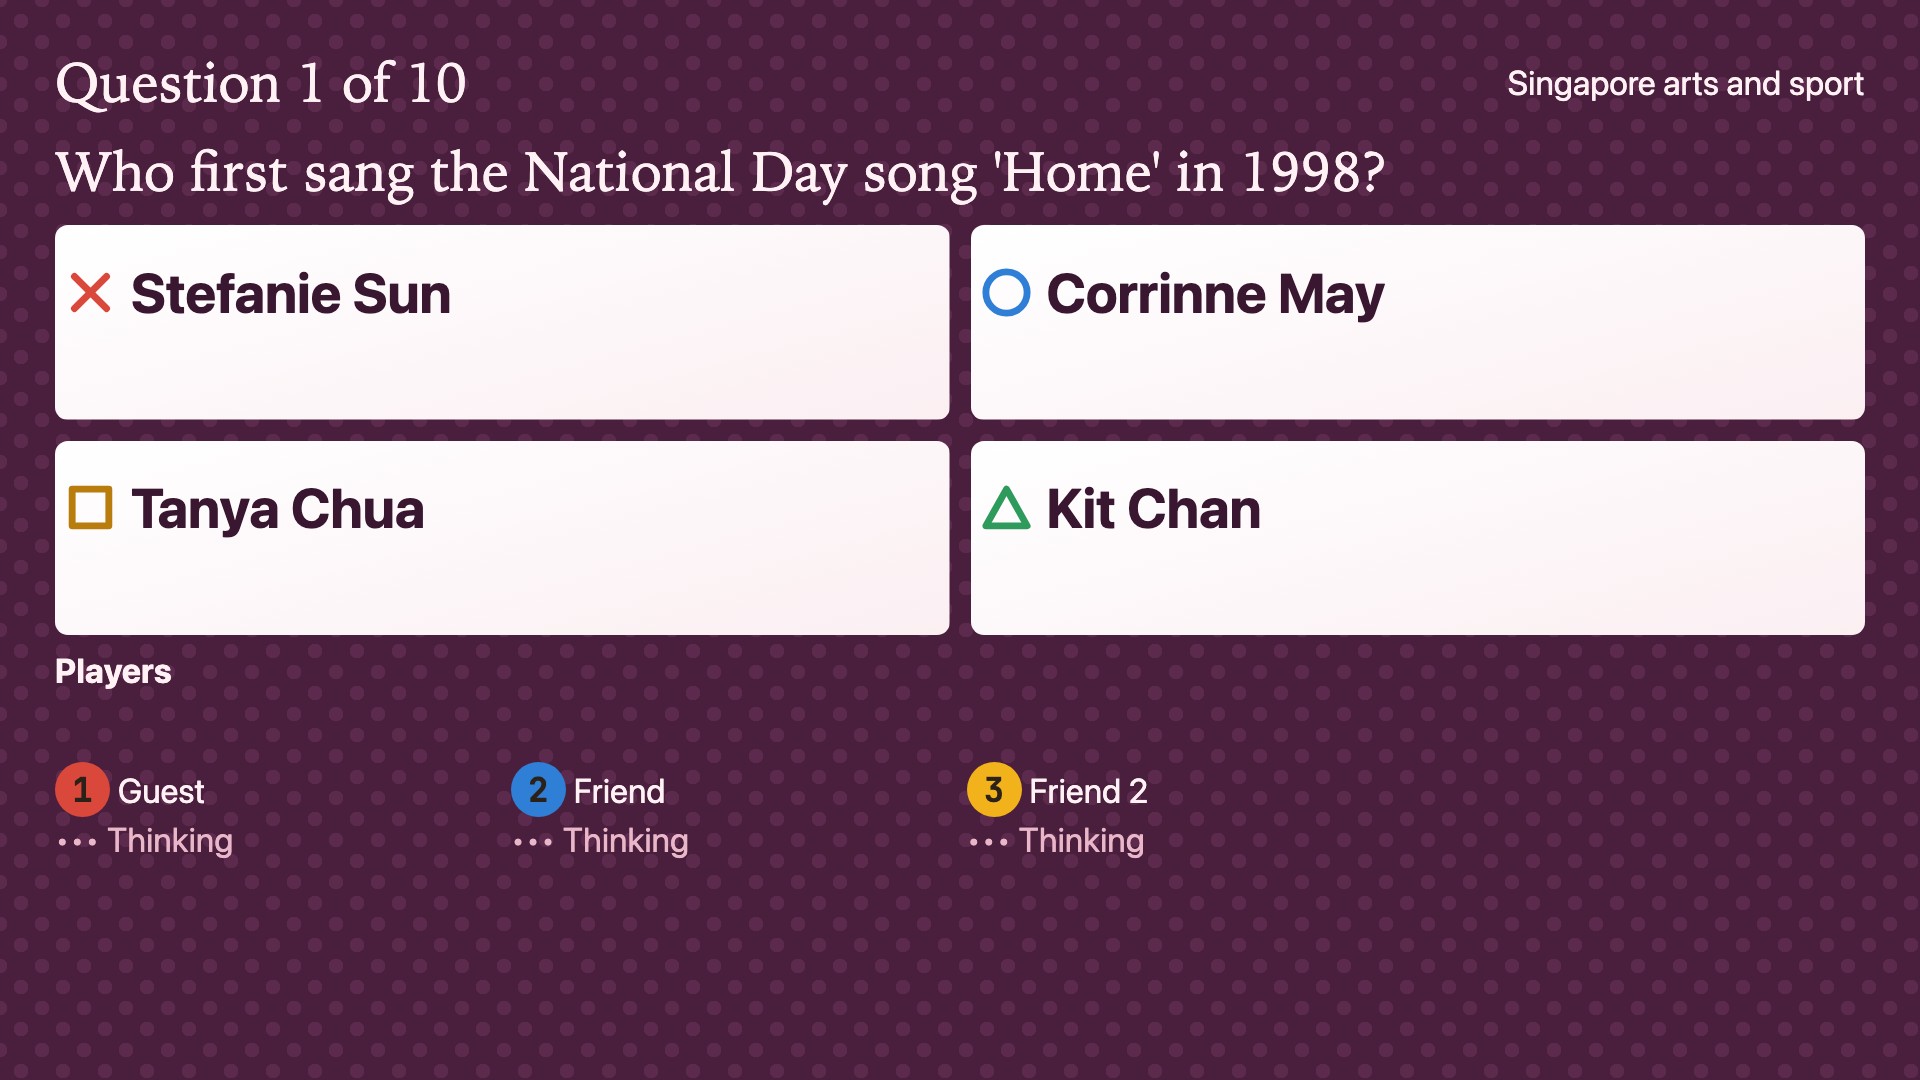 Question 1 of 10
Singapore arts and sport
Who first sang the National Day song 'Home' in 1998?
Stefanie Sun
Corrinne May
Tanya Chua
Kit Chan
Players
1 Guest
2 Friend
3 Friend 2
... Thinking
... Thinking
... Thinking